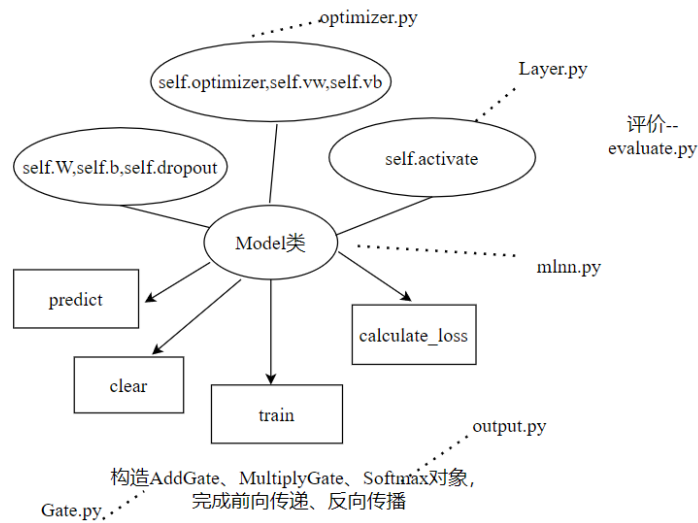 optimizer.py
self.optimizer,self.vw,self.vb
Layer.py
评价--
evaluate.py
self.W,self.b,self.dropout
self.activate
Model类
mlnn.py
predict
calculate_loss
clear
train
output.py
构造AddGate、MultiplyGate、Softmax对象，
完成前向传递、反向传播
Gate.py